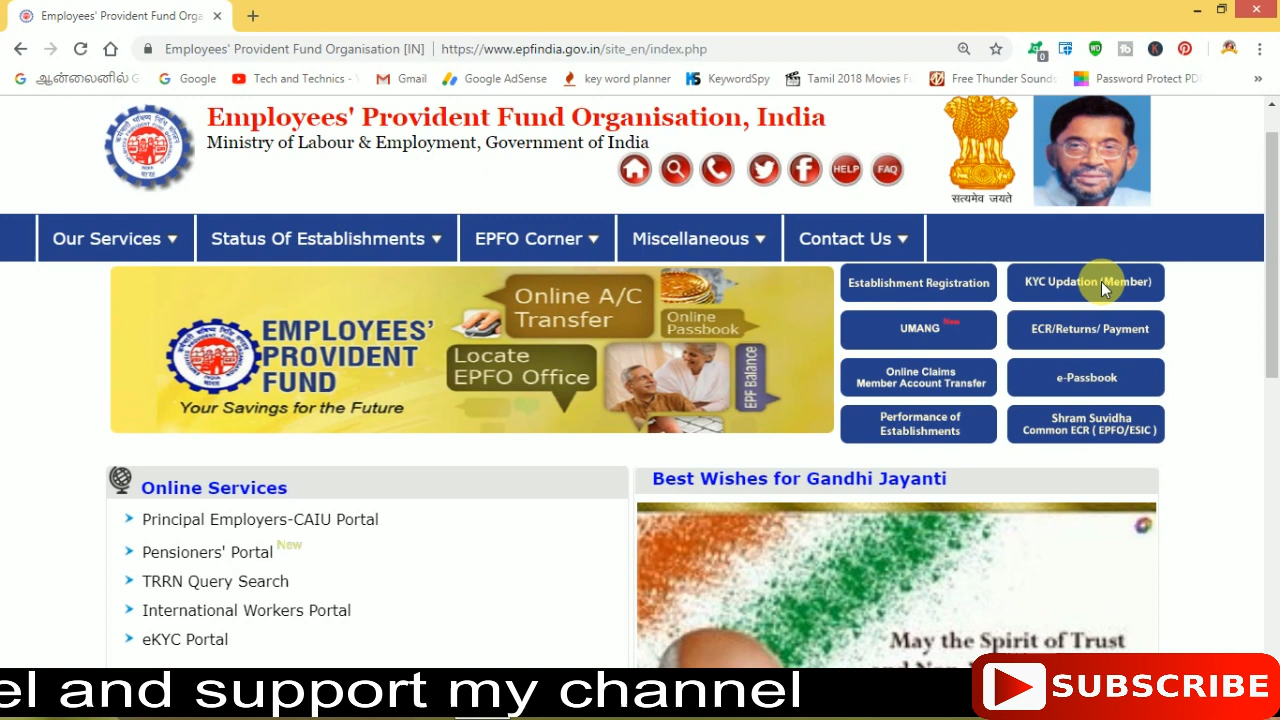 Employees' Provident Fund Orga
Employees' Provident Fund Organisation [IN] | https://www.epfindia.gov.in/site_en/index.php
0
ஆன்லைனில் G
Google
Tech and Technics -
Gmail
Google AdSense
key word planner
KeywordSpy
Tamil 2018 Movies F
Free Thunder Sounds
Password Protect PD
Employees' Provident Fund Organisation, India
Ministry of Labour & Employment, Government of India
HELP
FAQ
सत्यमेव जयते
Our Services
Status Of Establishments
EPFO Corner
Miscellaneous
Contact Us
EMPLOYEES'
PROVIDENT
FUND
Your Savings for the Future
Online A/C
Transfer
Online
Passbook
Locate
EPFO Office
EPF Balance
Establishment Registration
KYC Updation (Member)
UMANG New
ECR/Returns/ Payment
Online Claims
Member Account Transfer
e-Passbook
Performance of
Establishments
Shram Suvidha
Common ECR ( EPFO/ESIC )
Online Services
Principal Employers-CAIU Portal
Pensioners' Portal New
TRRN Query Search
International Workers Portal
eKYC Portal
Best Wishes for Gandhi Jayanti
May the Spirit of Trust
el and support my channel
SUBSCRIBE